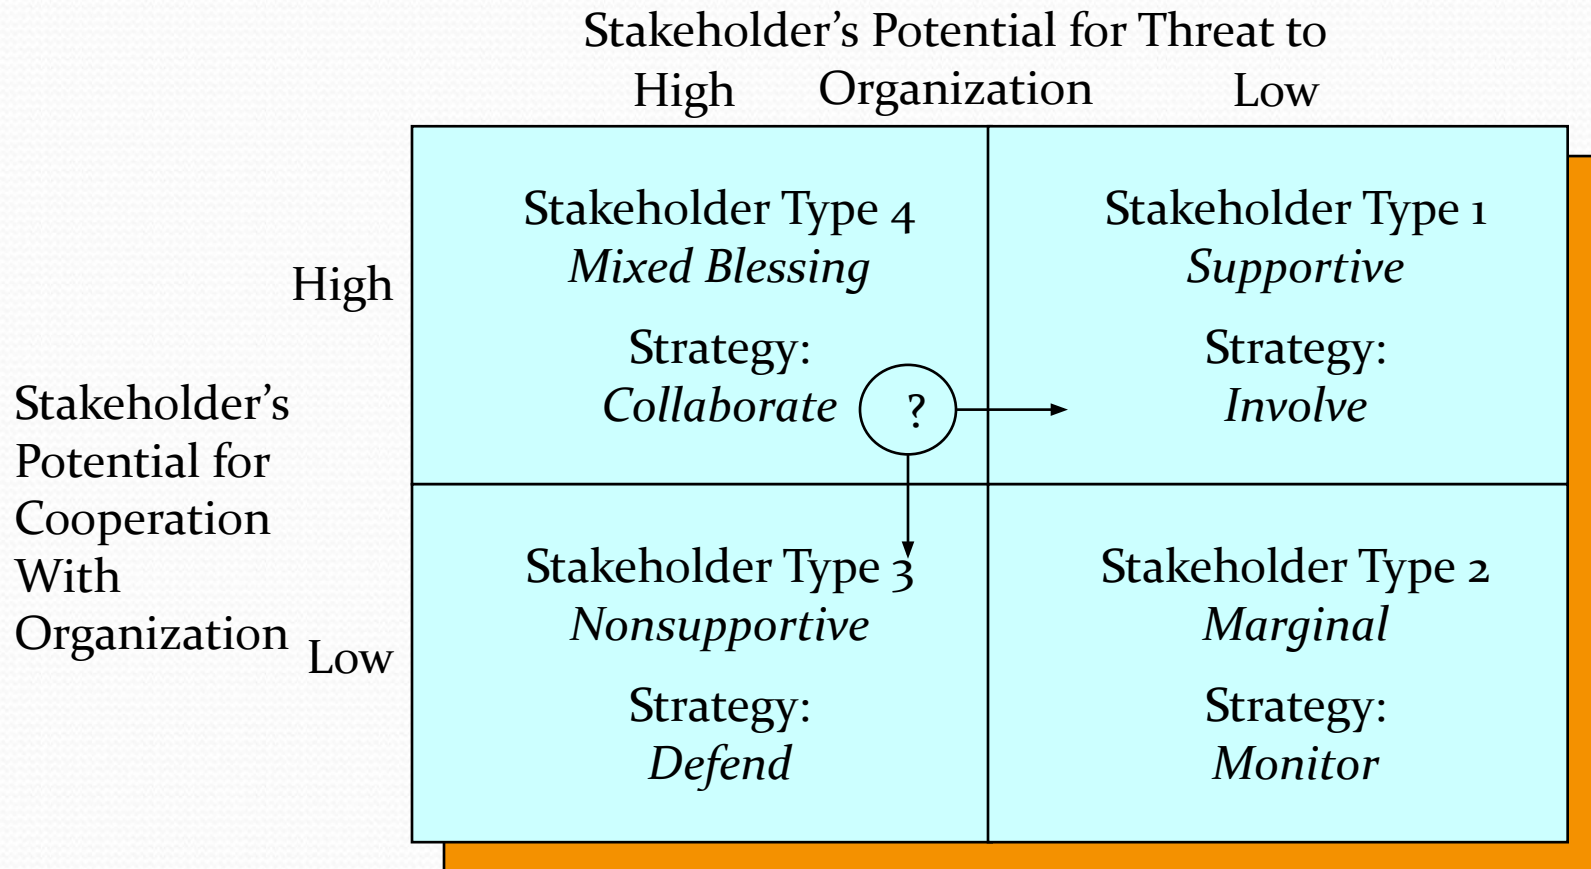 Stakeholder's Potential for Threat to
High Organization Low
Stakeholder Type 4
Mixed Blessing
Strategy:
Collaborate
?
Stakeholder Type 1
Supportive
Strategy:
Involve
High
Stakeholder's
Potential for
Cooperation
With
Organization
Low
Stakeholder Type 3
Nonsupportive
Strategy:
Defend
Stakeholder Type 2
Marginal
Strategy:
Monitor